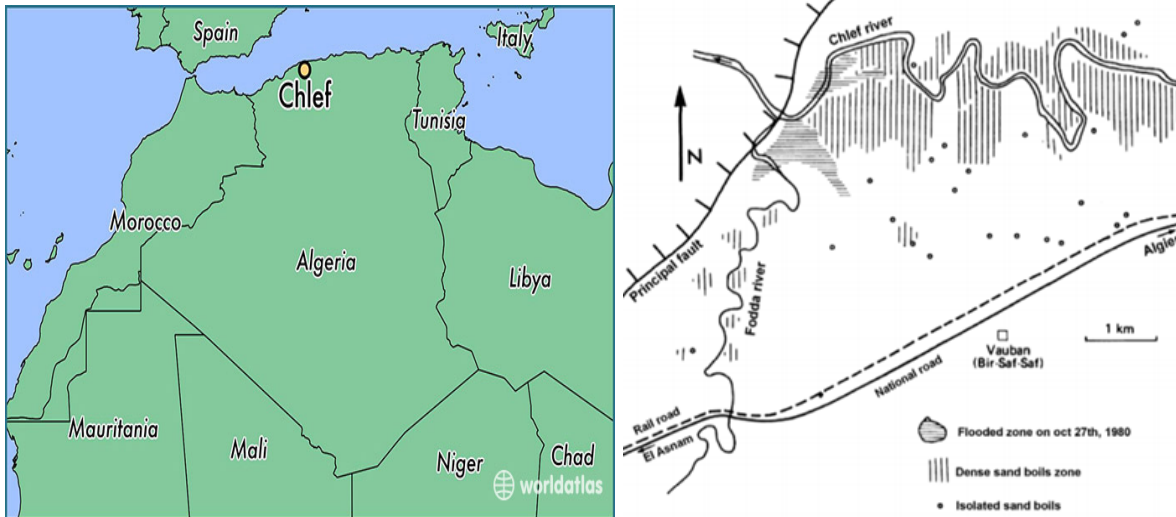 Spain
Italy
Chlef
Tunisia
Morocco
Algeria
Libya
Mauritania
Mali
Niger
Chad
worldatlas
Chlef river
N
Principal fault
Fodda river
Algie
1 km
Vauban
(Bir-Saf-Saf)
National road
Rail road
El Asnam
Flooded zone on oct 27th, 1980
Dense sand boils zone
Isolated sand boils